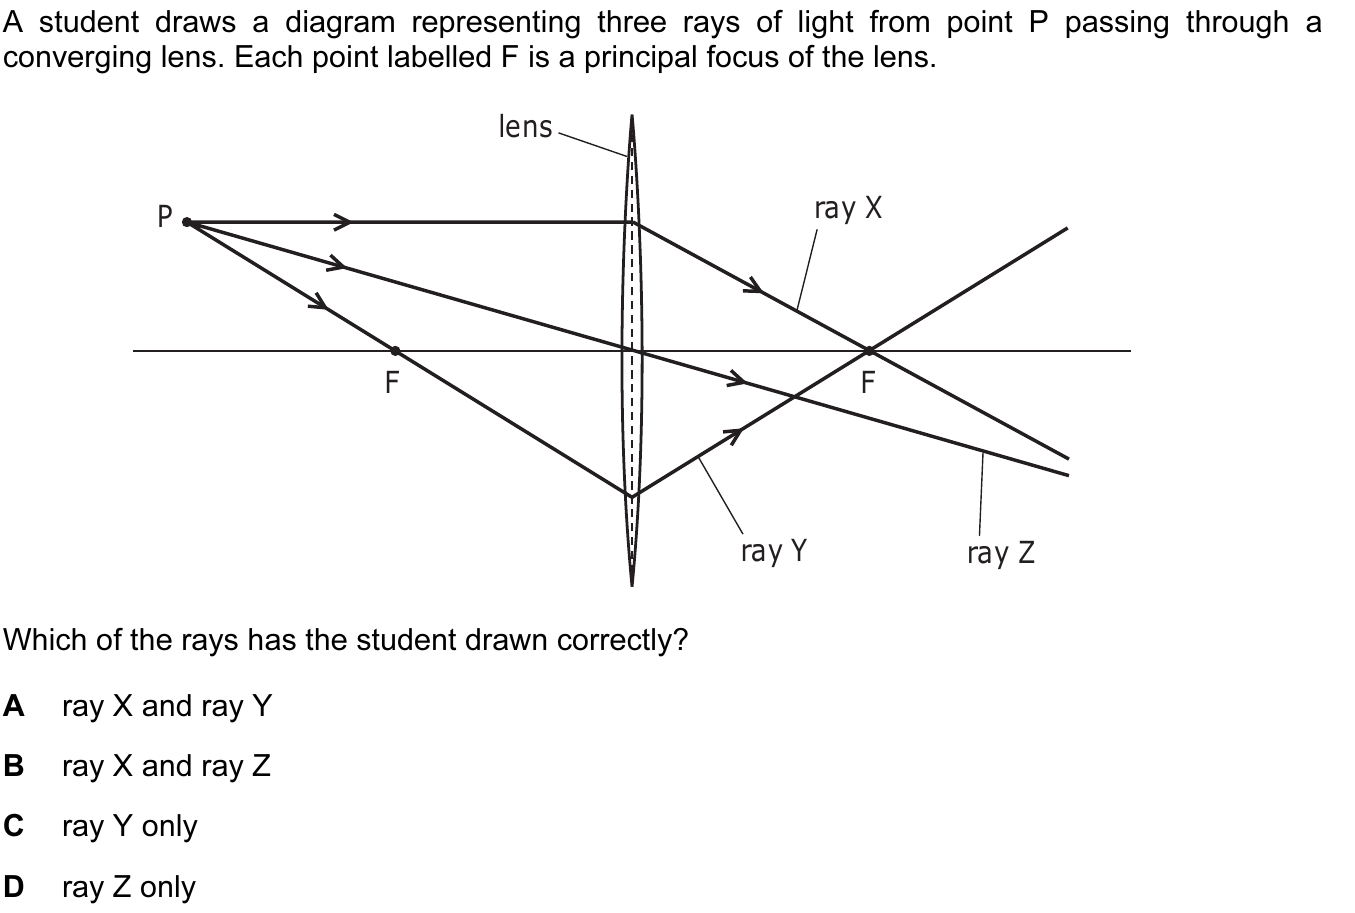 A student draws a diagram representing three rays of light from point P passing through a
converging lens. Each point labelled F is a principal focus of the lens.
lens
P
ray X
F
F
ray Y
ray Z
Which of the rays has the student drawn correctly?
A ray X and ray Y
B ray X and ray Z
C ray Y only
D ray Z only